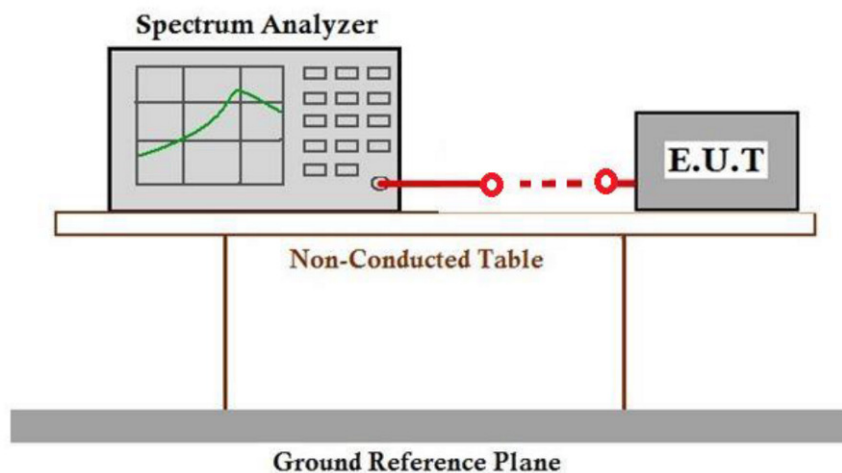 Spectrum Analyzer
E.U.T
Non-Conducted Table
Ground Reference Plane